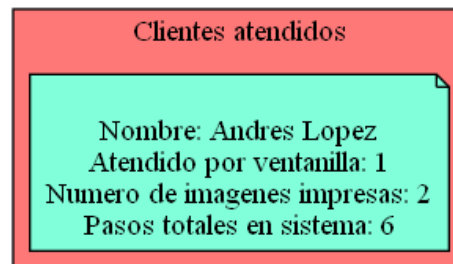 Clientes atendidos
Nombre: Andres Lopez
Atendido por ventanilla: 1
Numero de imagenes impresas: 2
Pasos totales en sistema: 6